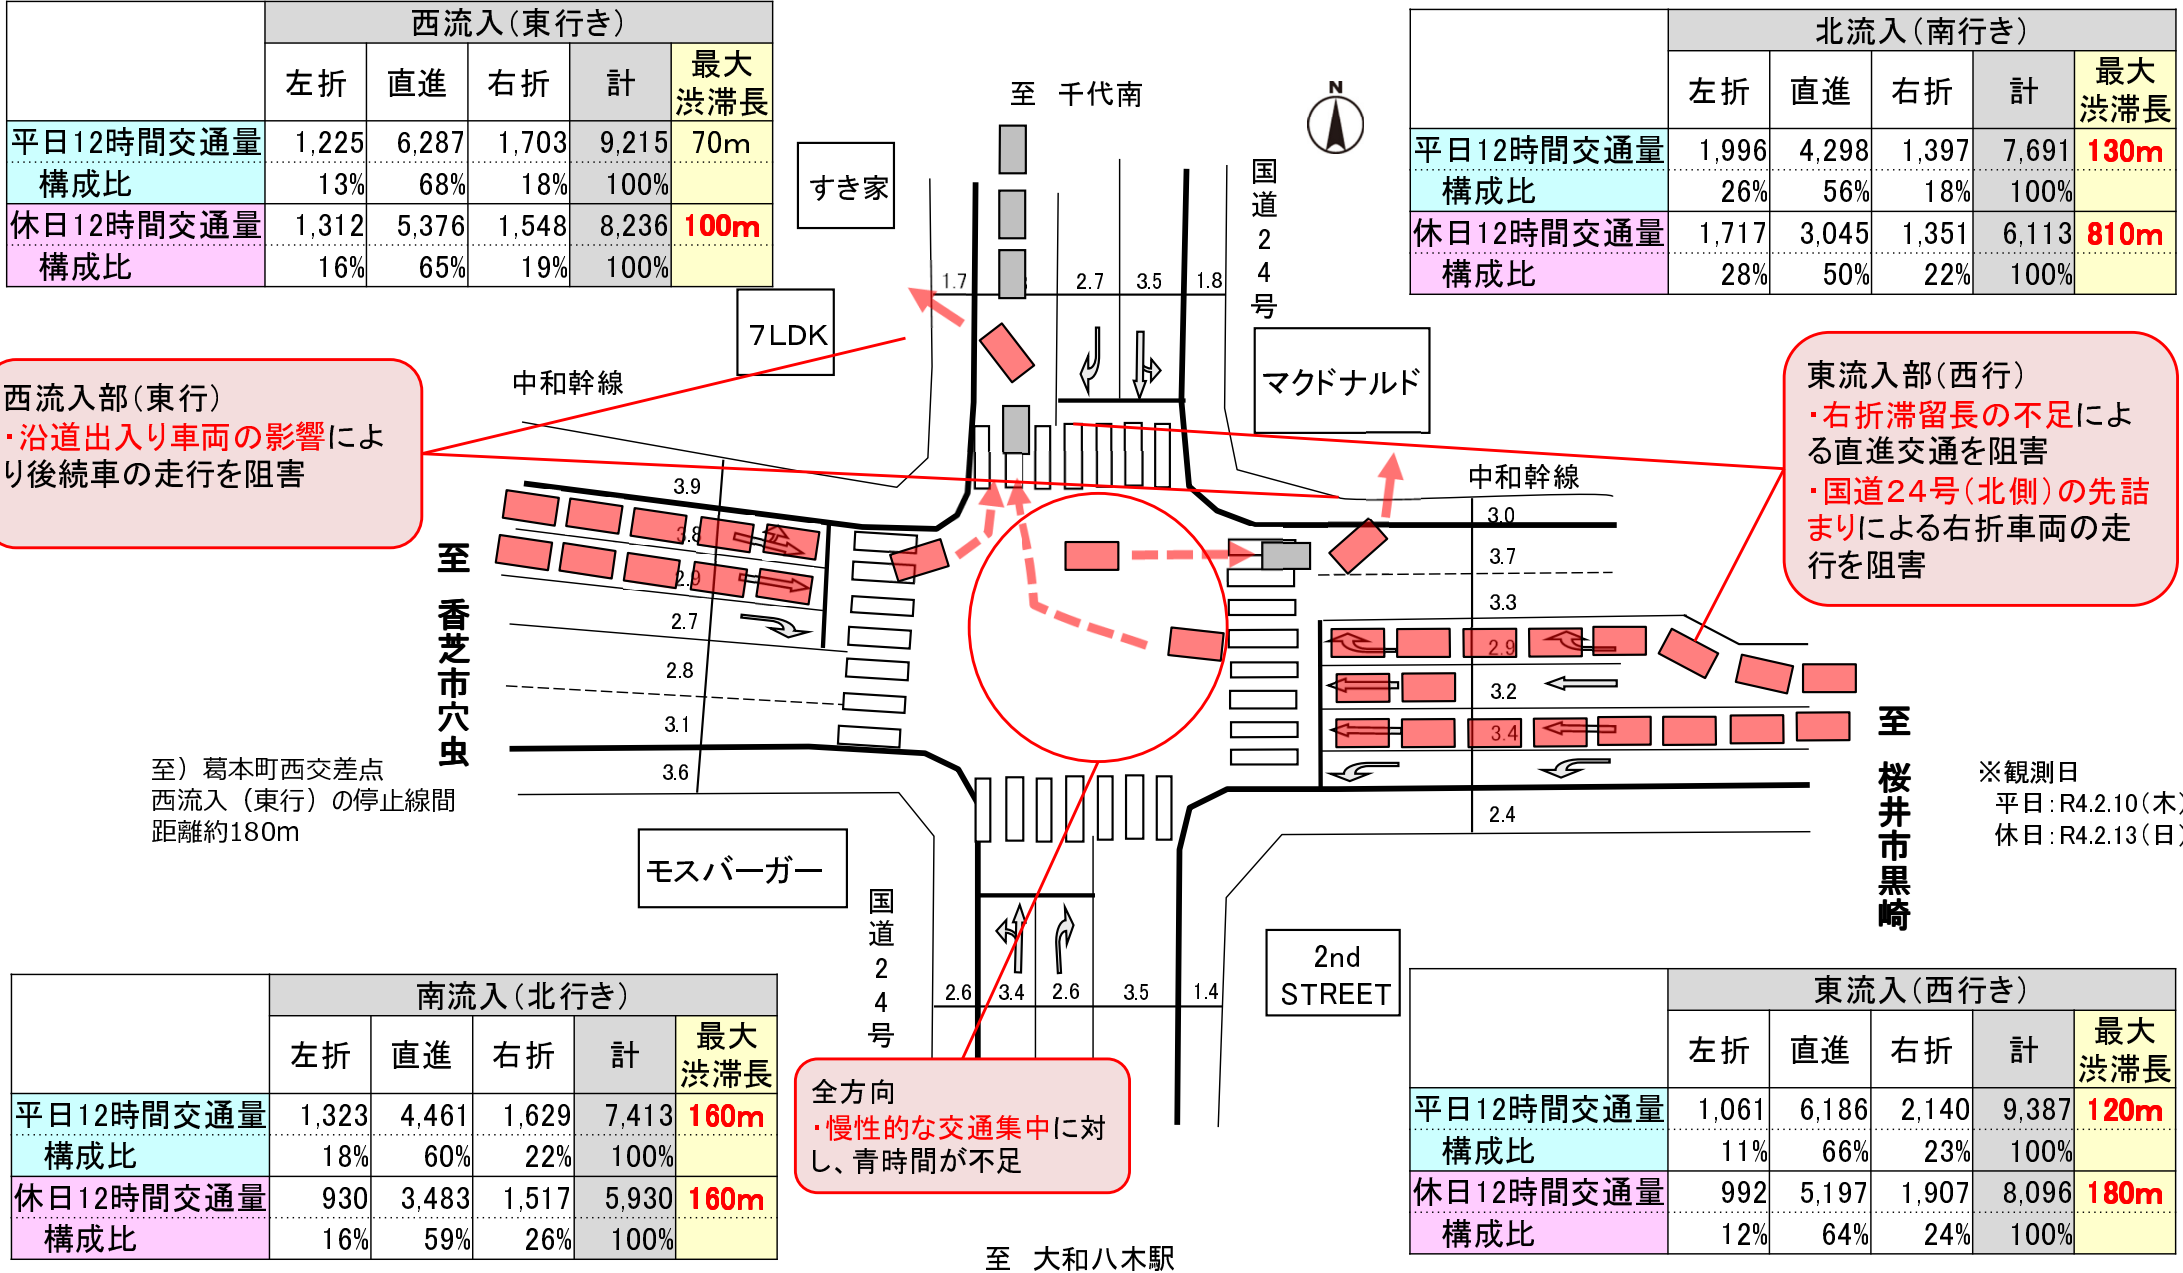 西流入（東行き）
左折 直進 右折 計 最大渋滞長
平日12時間交通量 1,225 6,287 1,703 9,215 70m
構成比 13% 68% 18% 100%
休日12時間交通量 1,312 5,376 1,548 8,236 100m
構成比 16% 65% 19% 100%
北流入（南行き）
左折 直進 右折 計 最大渋滞長
平日12時間交通量 1,996 4,298 1,397 7,691 130m
構成比 26% 56% 18% 100%
休日12時間交通量 1,717 3,045 1,351 6,113 810m
構成比 28% 50% 22% 100%
至 千代南
N
すき家
国道24号
1.7 2.7 3.5 1.8
7LDK
マクドナルド
中和幹線
西流入部（東行）
・沿道出入り車両の影響によ
り後続車の走行を阻害
東流入部（西行）
・右折滞留長の不足によ
る直進交通を阻害
・国道24号（北側）の先詰
まりによる右折車両の走
行を阻害
中和幹線
3.9
3.8
2.9
2.7
2.8
3.1
3.6
3.0
3.7
3.3
2.9
3.2
3.4
2.4
至 香芝市穴虫
至 桜井市黒崎
至）葛本町西交差点
西流入（東行）の停止線間
距離約180m
※観測日
平日：R4.2.10（木）
休日：R4.2.13（日）
モスバーガー
国道24号
2nd
STREET
2.6 3.4 2.6 3.5 1.4
全方向
・慢性的な交通集中に対
し、青時間が不足
南流入（北行き）
左折 直進 右折 計 最大渋滞長
平日12時間交通量 1,323 4,461 1,629 7,413 160m
構成比 18% 60% 22% 100%
休日12時間交通量 930 3,483 1,517 5,930 160m
構成比 16% 59% 26% 100%
東流入（西行き）
左折 直進 右折 計 最大渋滞長
平日12時間交通量 1,061 6,186 2,140 9,387 120m
構成比 11% 66% 23% 100%
休日12時間交通量 992 5,197 1,907 8,096 180m
構成比 12% 64% 24% 100%
至 大和八木駅